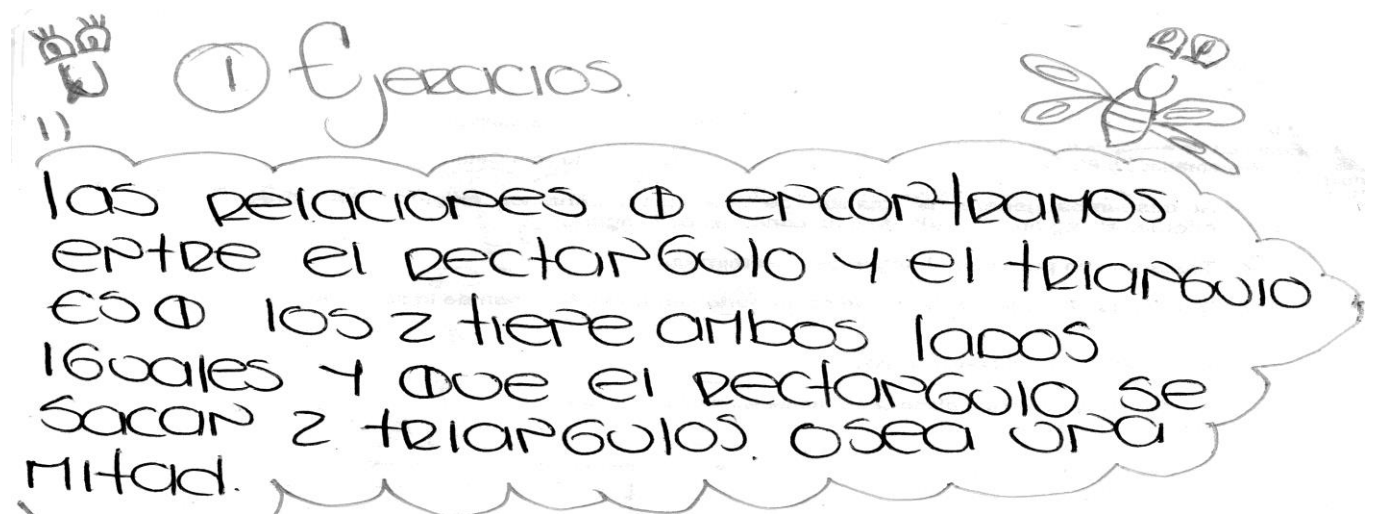 ① Ejercicios.
1)
las relaciones q encontramos
entre el rectangulo y el triangulo
es q los 2 tiene ambos lados
iguales y que el rectangulo se
sacan 2 triangulos. osea una
mitad.